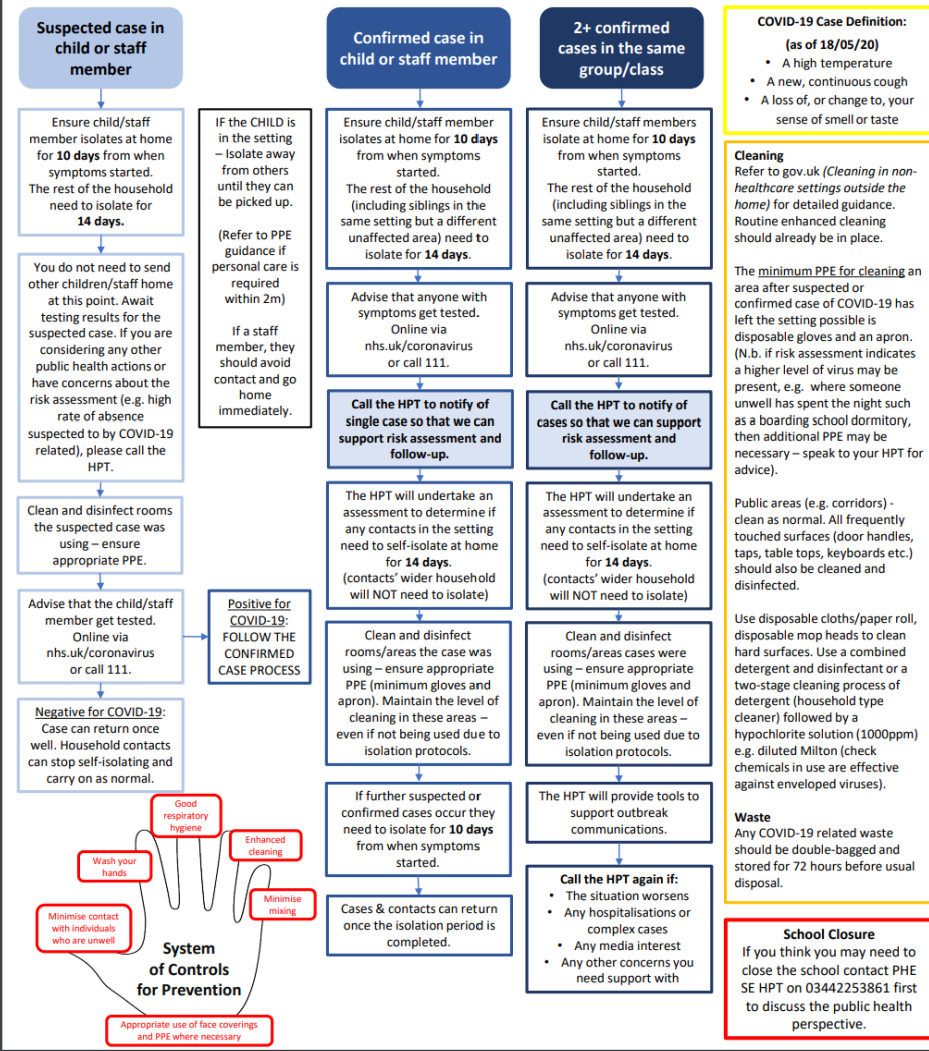 Suspected case in
child or staff
member
Ensure child/staff
member isolates at home
for 10 days from when
symptoms started.
The rest of the household
need to isolate for
14 days.
You do not need to send
other children/staff home
at this point. Await
testing results for the
suspected case. If you are
considering any other
public health actions or
have concerns about the
risk assessment (e.g. high
rate of absence
suspected to by COVID-19
related), please call the
HPT.
Clean and disinfect rooms
the suspected case was
using – ensure
appropriate PPE.
Advise that the child/staff
member get tested.
Online via
nhs.uk/coronavirus
or call 111.
Negative for COVID-19:
Case can return once
well. Household contacts
can stop self-isolating and
carry on as normal.
IF the CHILD is
in the setting
– Isolate away
from others
until they can
be picked up.
(Refer to PPE
guidance if
personal care is
required
within 2m)
If a staff
member, they
should avoid
contact and go
home
immediately.
Positive for
COVID-19:
FOLLOW THE
CONFIRMED
CASE PROCESS
Confirmed case in
child or staff member
Ensure child/staff member
isolates at home for 10 days
from when symptoms
started.
The rest of the household
(including siblings in the
same setting but a different
unaffected area) need to
isolate for 14 days.
Advise that anyone with
symptoms get tested.
Online via
nhs.uk/coronavirus
or call 111.
Call the HPT to notify of
single case so that we can
support risk assessment and
follow-up.
The HPT will undertake an
assessment to determine if
any contacts in the setting
need to self-isolate at home
for 14 days.
(contacts' wider household
will NOT need to isolate)
Clean and disinfect
rooms/areas the case was
using – ensure appropriate
PPE (minimum gloves and
apron). Maintain the level of
cleaning in these areas –
even if not being used due to
isolation protocols.
If further suspected or
confirmed cases occur they
need to isolate for 10 days
from when symptoms
started.
Cases & contacts can return
once the isolation period is
completed.
2+ confirmed
cases in the same
group/class
Ensure child/staff members
isolate at home for 10 days
from when symptoms
started.
The rest of the household
(including siblings in the
same setting but a different
unaffected area) need to
isolate for 14 days.
Advise that anyone with
symptoms get tested.
Online via
nhs.uk/coronavirus
or call 111.
Call the HPT to notify of
cases so that we can support
risk assessment and
follow-up.
The HPT will undertake an
assessment to determine if
any contacts in the setting
need to self-isolate at home
for 14 days.
(contacts' wider household
will NOT need to isolate)
Clean and disinfect
rooms/areas cases were
using – ensure appropriate
PPE (minimum gloves and
apron). Maintain the level of
cleaning in these areas –
even if not being used due to
isolation protocols.
The HPT will provide tools to
support outbreak
communications.
Call the HPT again if:
• The situation worsens
• Any hospitalisations or
complex cases
• Any media interest
• Any other concerns you
need support with
COVID-19 Case Definition:
(as of 18/05/20)
• A high temperature
• A new, continuous cough
• A loss of, or change to, your
sense of smell or taste
Cleaning
Refer to gov.uk (Cleaning in non-
healthcare settings outside the
home) for detailed guidance.
Routine enhanced cleaning
should already be in place.
The minimum PPE for cleaning an
area after suspected or
confirmed case of COVID-19 has
left the setting possible is
disposable gloves and an apron.
(N.b. if risk assessment indicates
a higher level of virus may be
present, e.g. where someone
unwell has spent the night such
as a boarding school dormitory,
then additional PPE may be
necessary – speak to your HPT for
advice).
Public areas (e.g. corridors) -
clean as normal. All frequently
touched surfaces (door handles,
taps, table tops, keyboards etc.)
should also be cleaned and
disinfected.
Use disposable cloths/paper roll,
disposable mop heads to clean
hard surfaces. Use a combined
detergent and disinfectant or a
two-stage cleaning process of
detergent (household type
cleaner) followed by a
hypochlorite solution (1000ppm)
e.g. diluted Milton (check
chemicals in use are effective
against enveloped viruses).
Waste
Any COVID-19 related waste
should be double-bagged and
stored for 72 hours before usual
disposal.
School Closure
If you think you may need to
close the school contact PHE
SE HPT on 03442253861 first
to discuss the public health
perspective.
Good
respiratory
hygiene
Enhanced
cleaning
Wash your
hands
Minimise
mixing
Minimise contact
with individuals
who are unwell
System
of Controls
for Prevention
Appropriate use of face coverings
and PPE where necessary